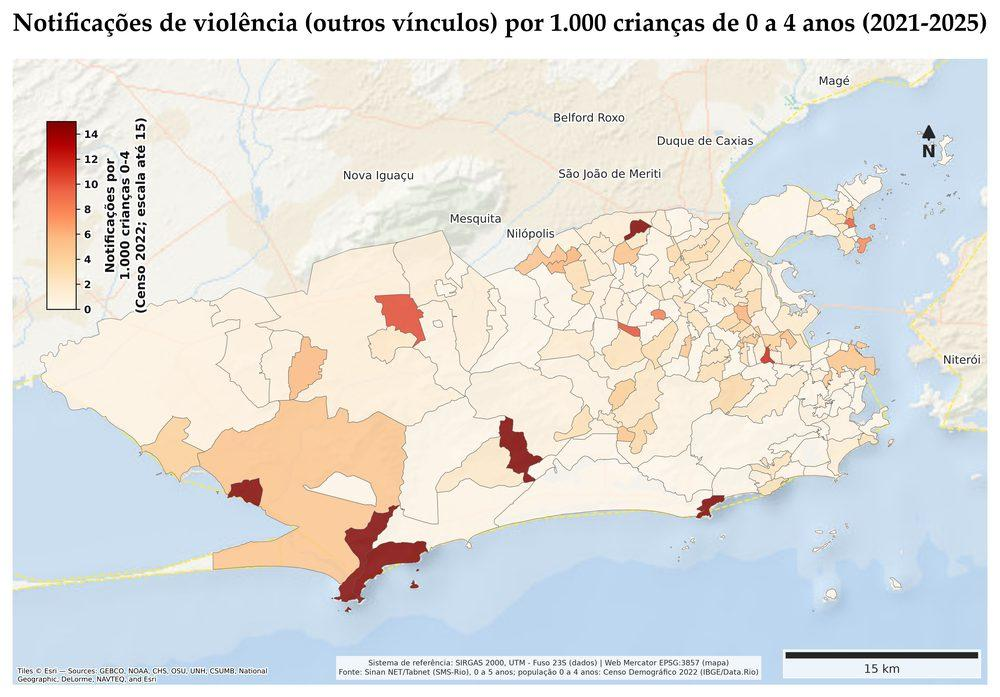 Notificações de violência (outros vínculos) por 1.000 crianças de 0 a 4 anos (2021-2025)
Magé
Belford Roxo
Duque de Caxias
N
São João de Meriti
Nova Iguaçu
Mesquita
Nilópolis
Niterói
14
12
10
8
6
4
2
0
Notificações por
1.000 crianças 0-4
(Censo 2022; escala até 15)
Tiles © Esri — Sources: GEBCO, NOAA, CHS, OSU, UNH, CSUMB, National
Geographic, DeLorme, NAVTEQ, and Esri
Sistema de referência: SIRGAS 2000, UTM - Fuso 23S (dados) | Web Mercator EPSG:3857 (mapa)
Fonte: Sinan NET/Tabnet (SMS-Rio), 0 a 5 anos; população 0 a 4 anos: Censo Demográfico 2022 (IBGE/Data.Rio)
15 km